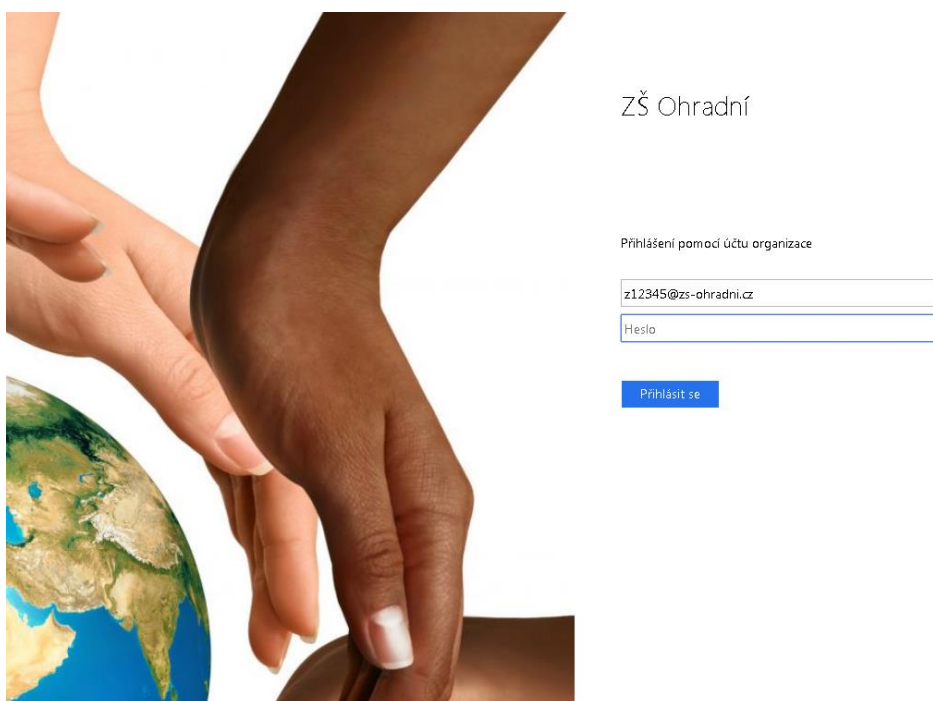 ZŠ Ohradní
Přihlášení pomocí účtu organizace
z12345@zs-ohradni.cz
Heslo
Přihlásit se